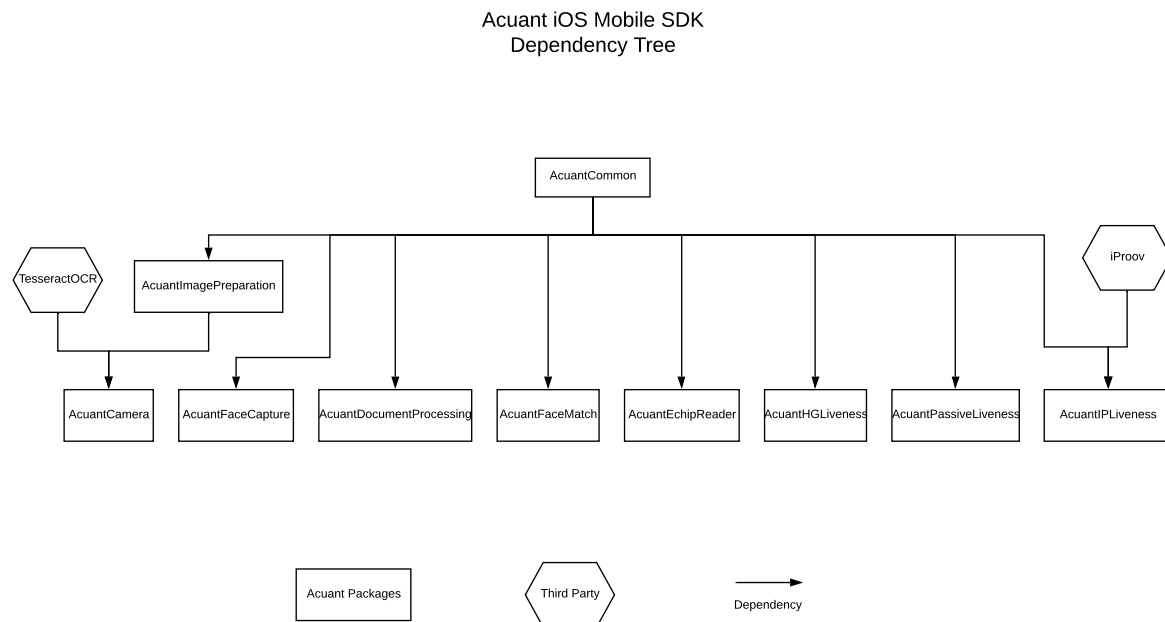 Acuant iOS Mobile SDK
Dependency Tree
AcuantCommon
TesseractOCR
AcuantImagePreparation
iProov
AcuantCamera
AcuantFaceCapture
AcuantDocumentProcessing
AcuantFaceMatch
AcuantEchipReader
AcuantHGLiveness
AcuantPassiveLiveness
AcuantIPLiveness
Acuant Packages
Third Party
Dependency